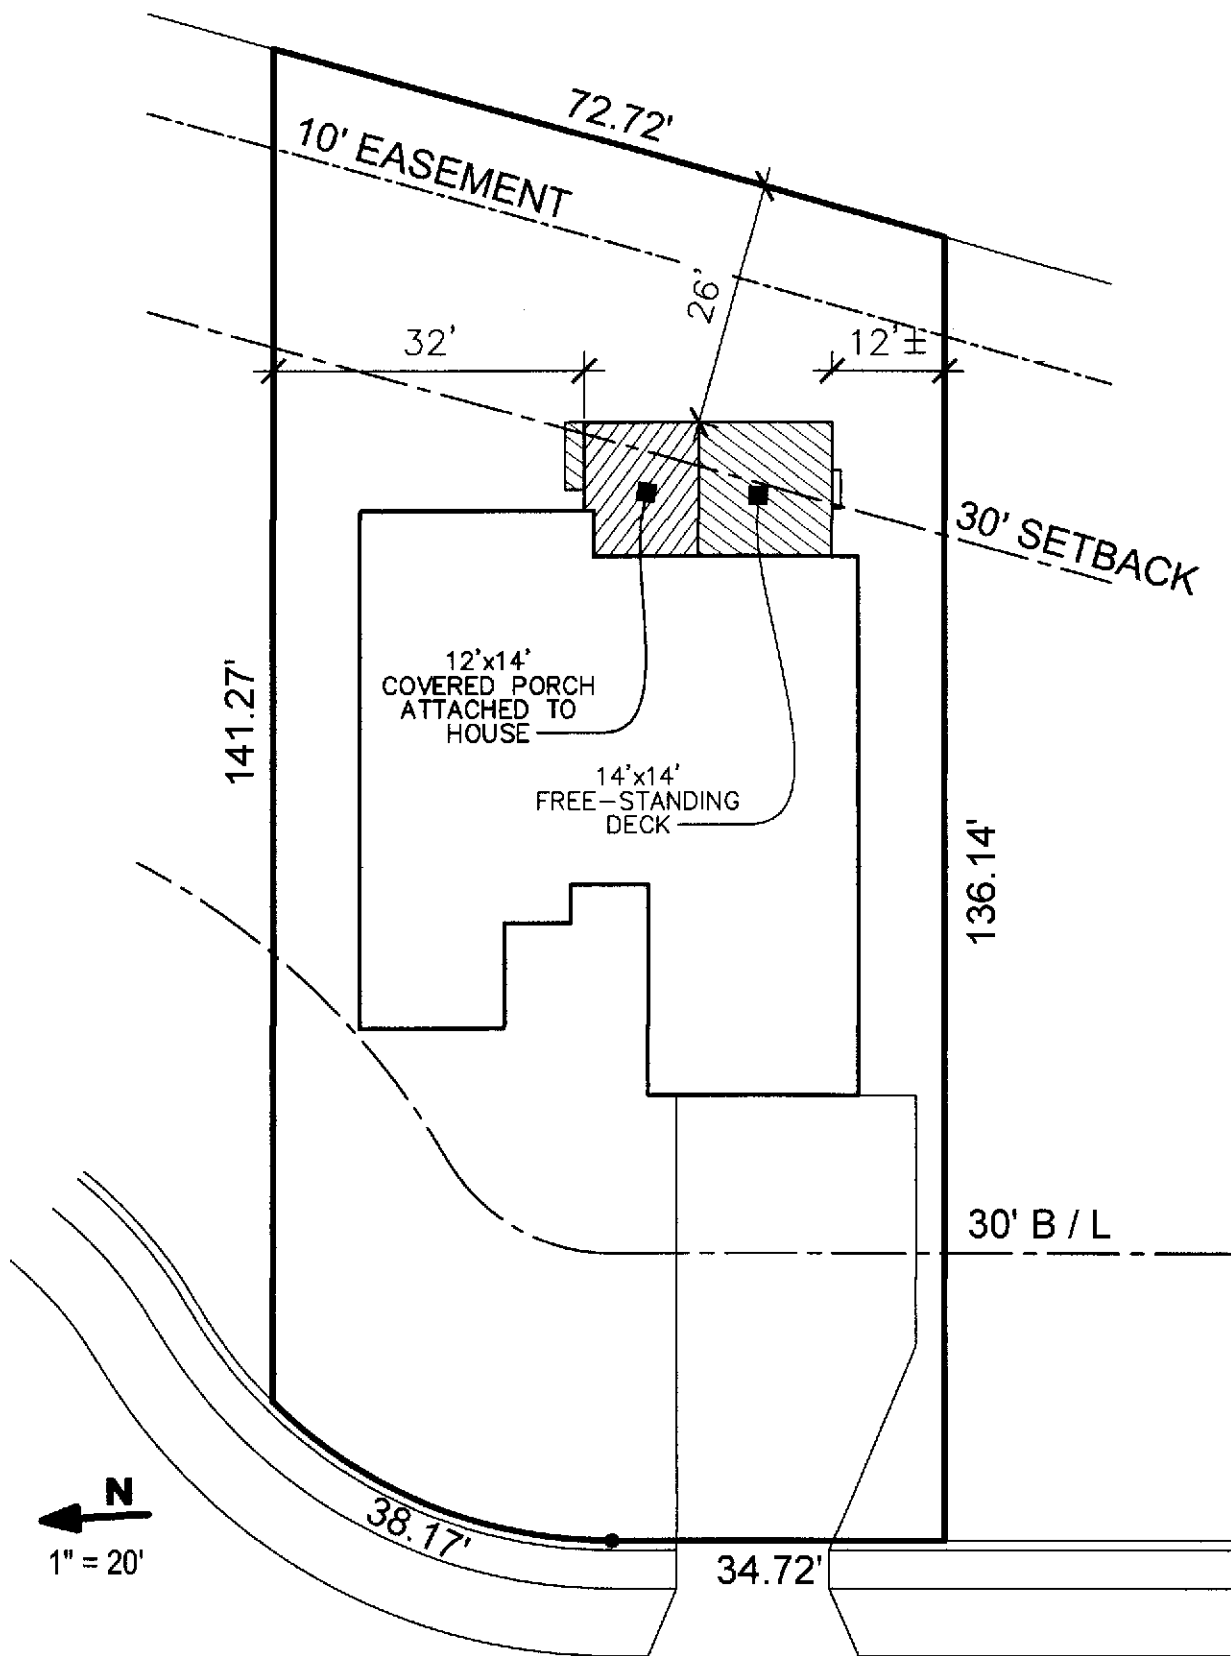 72.72'
10' EASEMENT
26'
32'
12'±
30' SETBACK
12'x14'
COVERED PORCH
ATTACHED TO
HOUSE
141.27'
14'x14'
FREE-STANDING
DECK
136.14'
30' B / L
N
1" = 20'
38.17'
34.72'